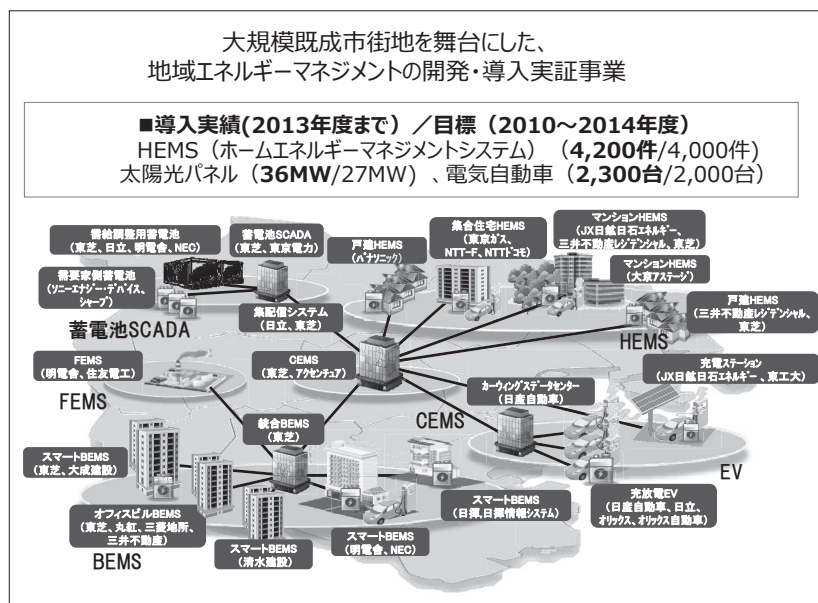 大規模既成市街地を舞台にした、
地域エネルギーマネジメントの開発・導入実証事業
■導入実績(2013年度まで）／目標（2010～2014年度）
HEMS（ホームエネルギーマネジメントシステム）（4,200件/4,000件)
太陽光パネル（36MW/27MW）、電気自動車（2,300台/2,000台）
需給調整用蓄電池
(東芝、日立、明電舎、NEC)
蓄電池SCADA
(東芝、東京電力)
戸建HEMS
(パナソニック)
集合住宅HEMS
(東京ガス、
NTT-F、NTTドコモ)
マンションHEMS
(JX日鉱日石エネルギー、
三井不動産レジデンシャル、東芝)
マンションHEMS
(大京アステージ)
需要家側蓄電池
(ソニーエナジー・デバイス、
シャープ)
集配信システム
(日立、東芝)
戸建HEMS
(三井不動産レジデンシャル、
東芝)
蓄電池SCADA
HEMS
FEMS
(明電舎、住友電工)
CEMS
(東芝、アクセンチュア)
充電ステーション
(JX日鉱日石エネルギー、東工大)
カーウィングスデータセンター
(日産自動車)
FEMS
CEMS
統合BEMS
(東芝)
スマートBEMS
(東芝、大成建設)
EV
オフィスビルBEMS
(東芝、丸紅、三菱地所、
三井不動産)
スマートBEMS
(日揮,日揮情報システム)
充放電EV
(日産自動車、日立、
オリックス、オリックス自動車)
スマートBEMS
(明電舎、NEC)
スマートBEMS
(清水建設)
BEMS